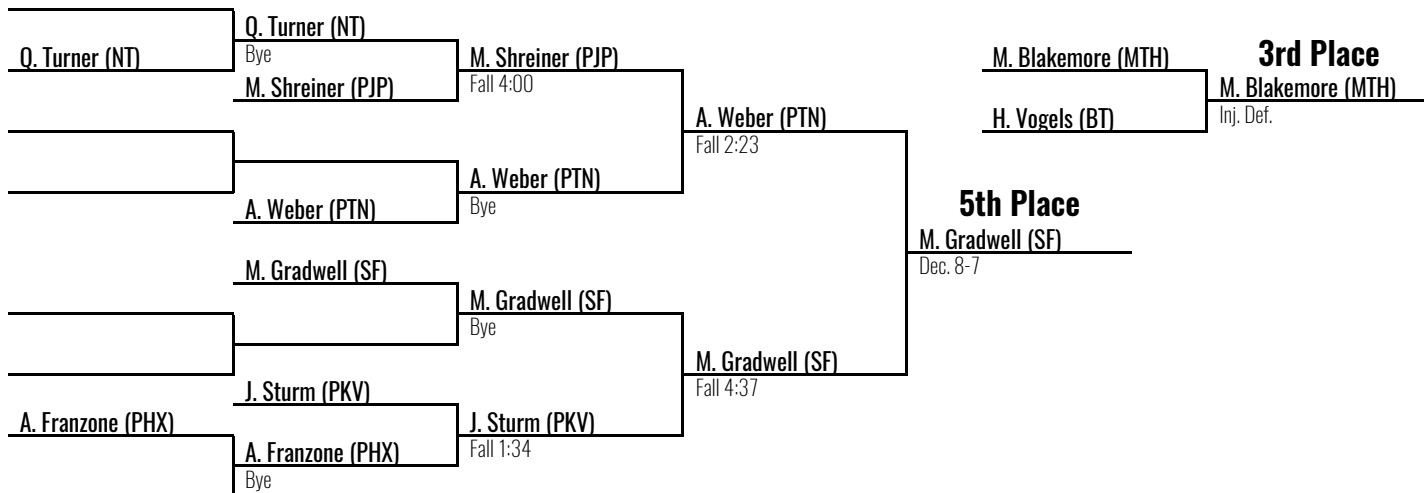 Q. Turner (NT)
Q. Turner (NT)
Bye
M. Shreiner (PJP)
M. Shreiner (PJP)
Fall 4:00
A. Weber (PTN)
A. Weber (PTN)
Bye
A. Weber (PTN)
Fall 2:23
M. Gradwell (SF)
M. Gradwell (SF)
Bye
J. Sturm (PKV)
A. Franzone (PHX)
A. Franzone (PHX)
Bye
J. Sturm (PKV)
Fall 1:34
M. Gradwell (SF)
Fall 4:37
5th Place
M. Gradwell (SF)
Dec. 8-7
M. Blakemore (MTH)
H. Vogels (BT)
3rd Place
M. Blakemore (MTH)
Inj. Def.